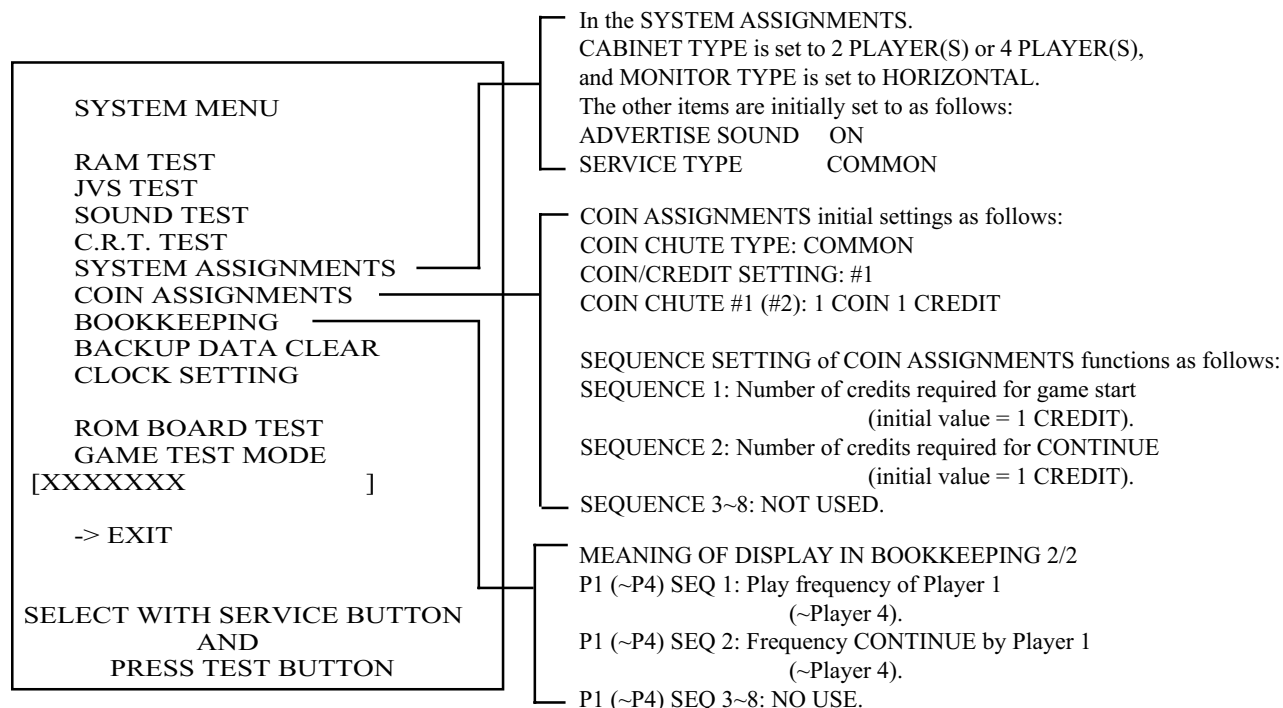 SYSTEM MENU
RAM TEST
JVS TEST
SOUND TEST
C.R.T. TEST
SYSTEM ASSIGNMENTS
COIN ASSIGNMENTS
BOOKKEEPING
BACKUP DATA CLEAR
CLOCK SETTING
ROM BOARD TEST
GAME TEST MODE
[XXXXXXX ]
-> EXIT
SELECT WITH SERVICE BUTTON
AND
PRESS TEST BUTTON
In the SYSTEM ASSIGNMENTS.
CABINET TYPE is set to 2 PLAYER(S) or 4 PLAYER(S),
and MONITOR TYPE is set to HORIZONTAL.
The other items are initially set to as follows:
ADVERTISE SOUND ON
SERVICE TYPE COMMON
COIN ASSIGNMENTS initial settings as follows:
COIN CHUTE TYPE: COMMON
COIN/CREDIT SETTING: #1
COIN CHUTE #1 (#2): 1 COIN 1 CREDIT
SEQUENCE SETTING of COIN ASSIGNMENTS functions as follows:
SEQUENCE 1: Number of credits required for game start
(initial value = 1 CREDIT).
SEQUENCE 2: Number of credits required for CONTINUE
(initial value = 1 CREDIT).
SEQUENCE 3~8: NOT USED.
MEANING OF DISPLAY IN BOOKKEEPING 2/2
P1 (~P4) SEQ 1: Play frequency of Player 1
(~Player 4).
P1 (~P4) SEQ 2: Frequency CONTINUE by Player 1
(~Player 4).
P1 (~P4) SEQ 3~8: NO USE.